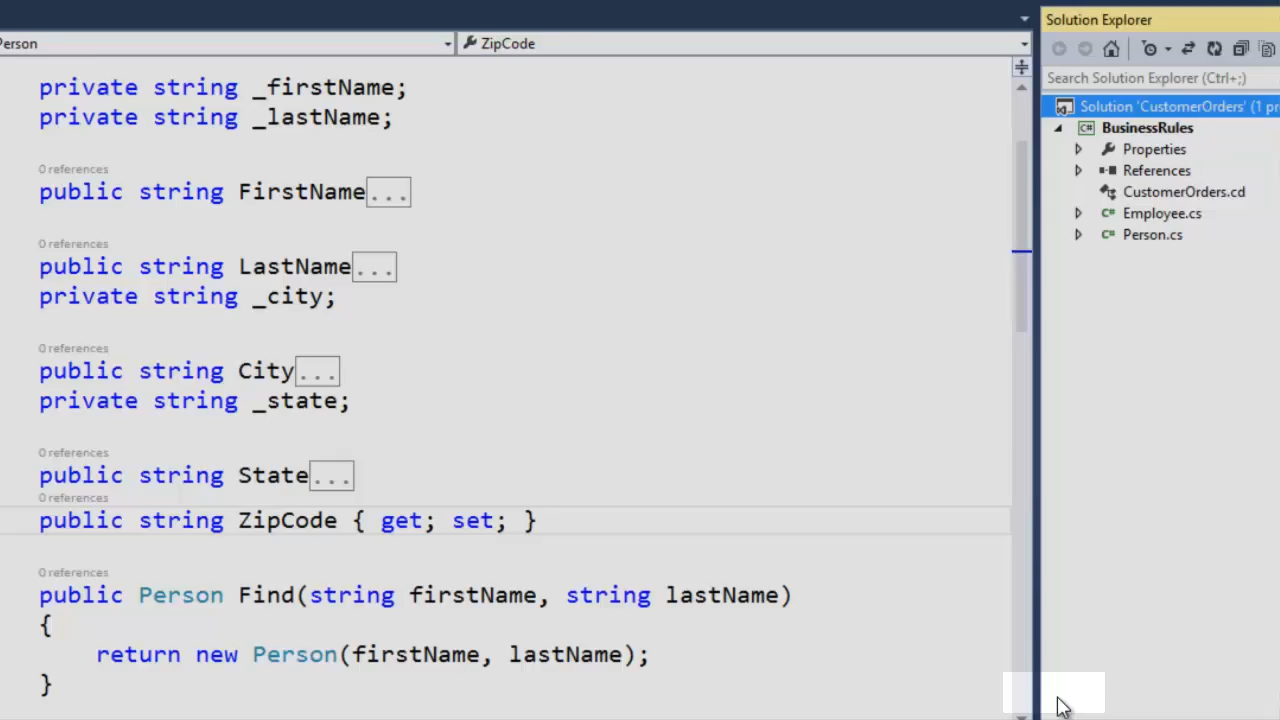 Person
ZipCode
private string _firstName;
private string _lastName;
0 references
public string FirstName...
0 references
public string LastName...
private string _city;
0 references
public string City...
private string _state;
0 references
public string State...
0 references
public string ZipCode { get; set; }
0 references
public Person Find(string firstName, string lastName)
{
return new Person(firstName, lastName);
}
Solution Explorer
Search Solution Explorer (Ctrl+;)
Solution 'CustomerOrders' (1 pr
C# BusinessRules
Properties
References
CustomerOrders.cd
C# Employee.cs
C# Person.cs